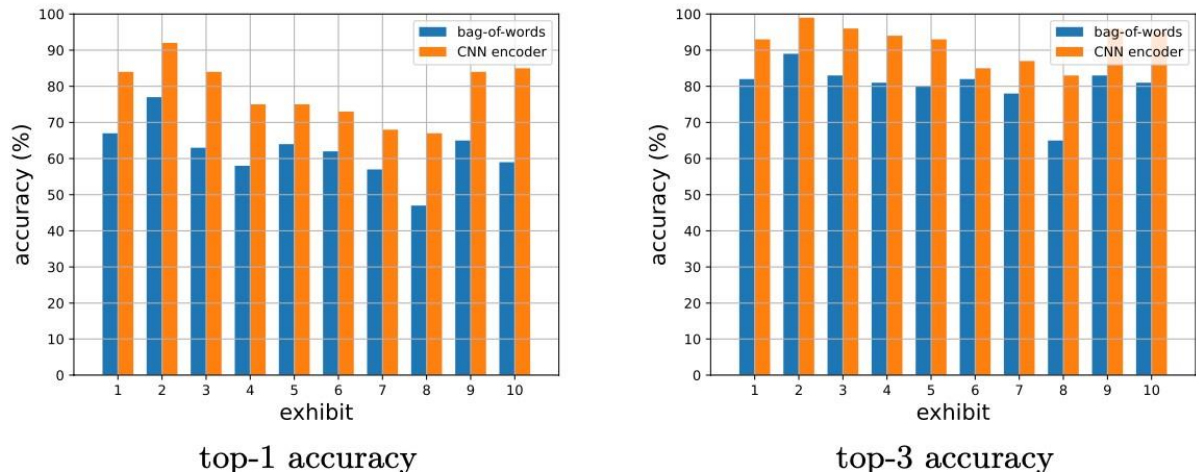 100
90
80
70
60
50
40
30
20
10
0
accuracy (%)
bag-of-words
CNN encoder
1 2 3 4 5 6 7 8 9 10
exhibit
top-1 accuracy
100
90
80
70
60
50
40
30
20
10
0
accuracy (%)
bag-of-words
CNN encoder
1 2 3 4 5 6 7 8 9 10
exhibit
top-3 accuracy